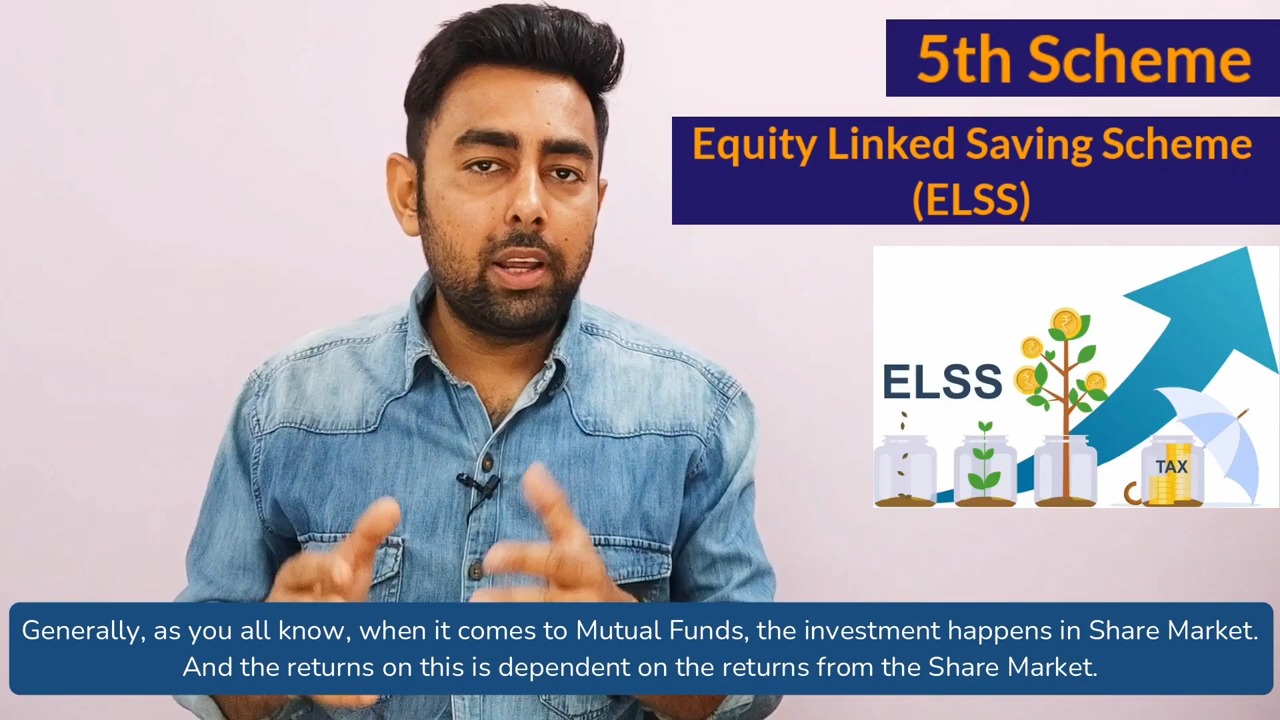 5th Scheme
Equity Linked Saving Scheme
(ELSS)
ELSS
TAX
Generally, as you all know, when it comes to Mutual Funds, the investment happens in Share Market.
And the returns on this is dependent on the returns from the Share Market.